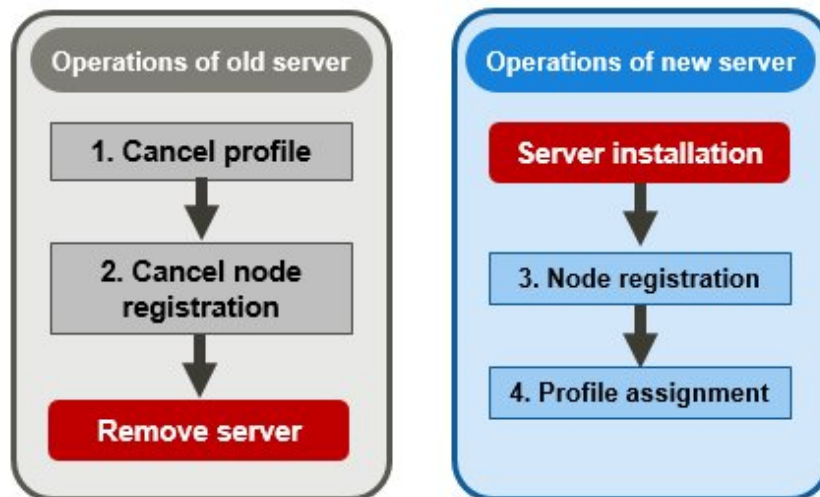 Operations of old server
1. Cancel profile
2. Cancel node
registration
Remove server
Operations of new server
Server installation
3. Node registration
4. Profile assignment